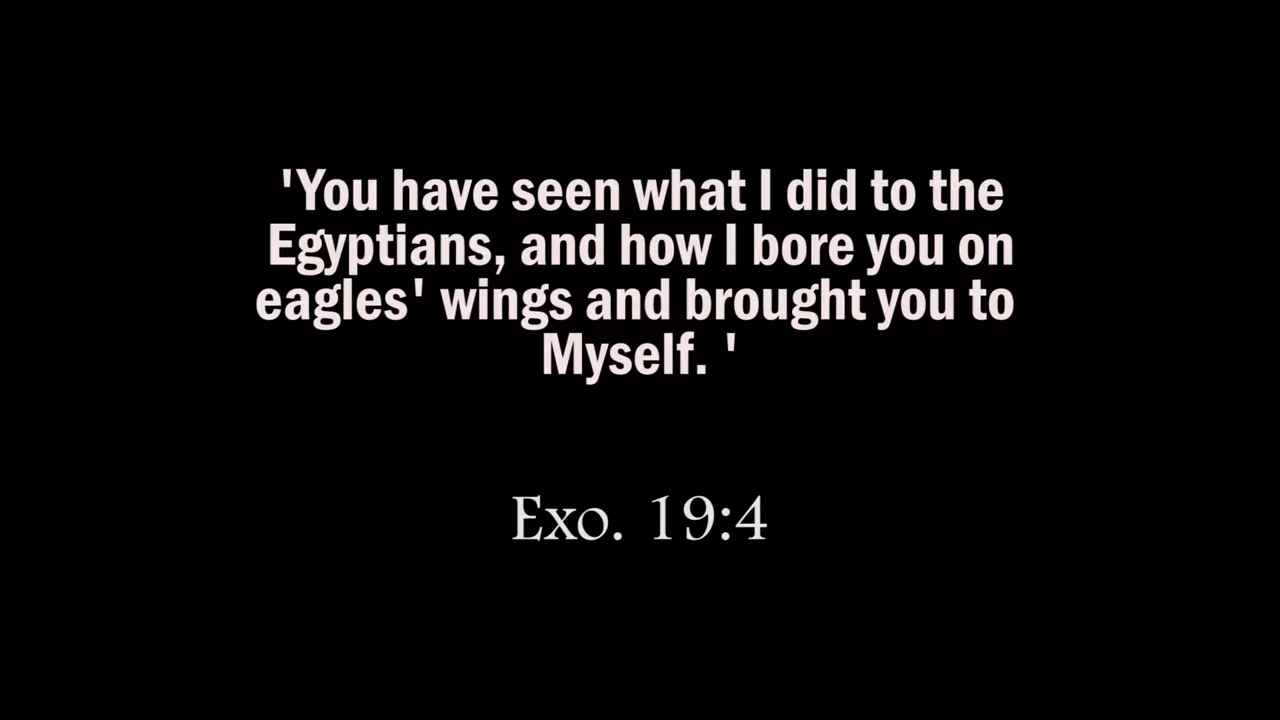 'You have seen what I did to the
Egyptians, and how I bore you on
eagles' wings and brought you to
Myself. '
Exo. 19:4